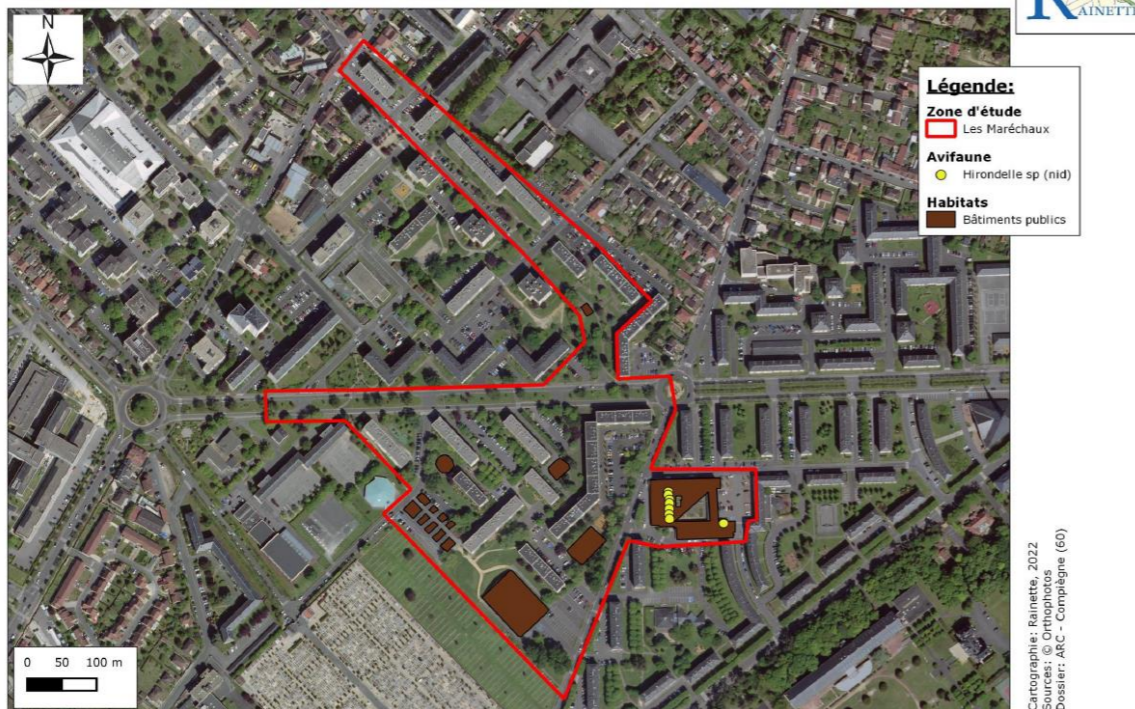 N
RAINETTE
Légende:
Zone d'étude
Les Maréchaux
Avifaune
Hirondelle sp (nid)
Habitats
Bâtiments publics
0 50 100 m
Cartographie: Rainette, 2022
Sources: © Orthophotos
Dossier: ARC - Compiègne (60)